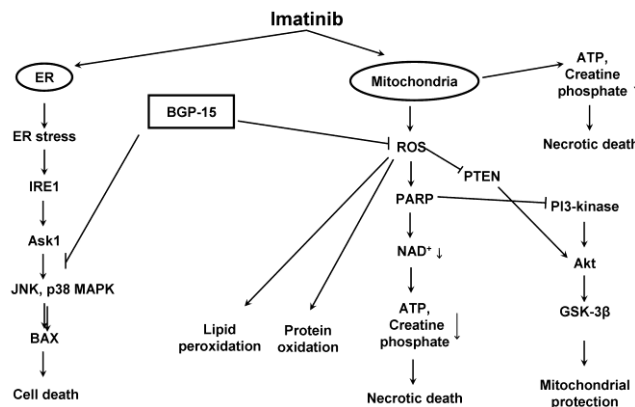 Imatinib
ER
Mitochondria
ATP,
Creatine
phosphate
Necrotic death
BGP-15
ER stress
ROS
IRE1
PTEN
PARP
PI3-kinase
Ask1
NAD+ ↓
Akt
JNK, p38 MAPK
GSK-3β
Lipid
peroxidation
Protein
oxidation
ATP,
Creatine
phosphate ↓
BAX
Cell death
Necrotic death
Mitochondrial
protection